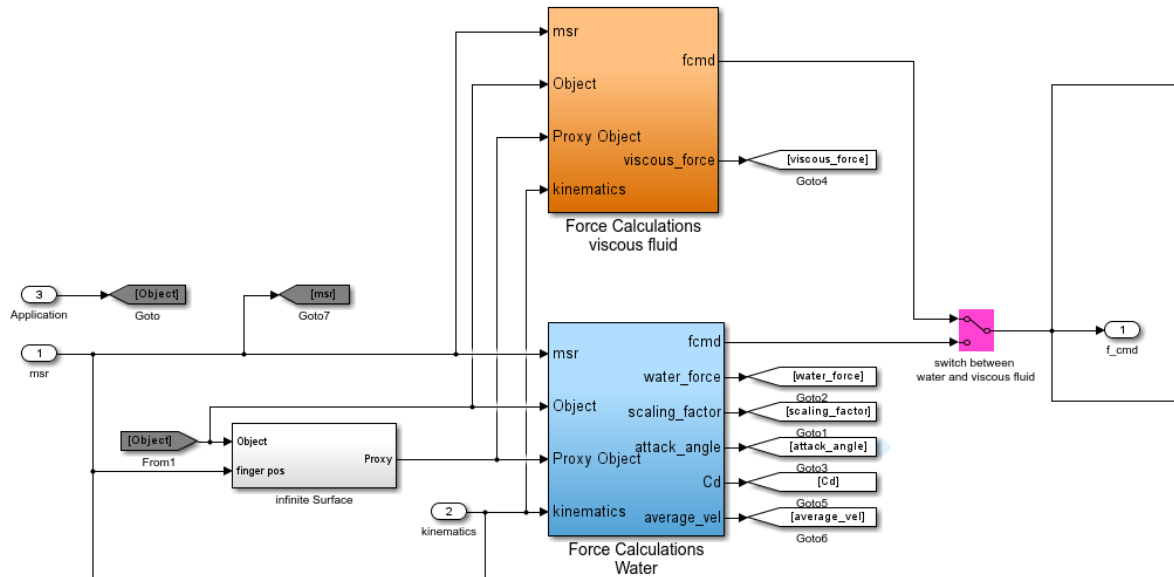 msr
fcmd
Object
Proxy Object
viscous_force
[viscous_force]
Goto4
kinematics
Force Calculations
viscous fluid
3
Application
[Object]
Goto
[msr]
Goto7
1
msr
msr
fcmd
water_force
[water_force]
Goto2
Object
scaling_factor
[scaling_factor]
Goto1
attack_angle
[attack_angle]
Goto3
Proxy Object
Cd
[Cd]
Goto5
kinematics
average_vel
[average_vel]
Goto6
Force Calculations
Water
[Object]
From1
Object
finger pos
Proxy
infinite Surface
2
kinematics
switch between
water and viscous fluid
1
f_cmd